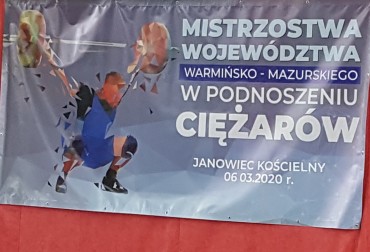 MISTRZOSTWA
WOJEWÓDZTWA
WARMIŃSKO - MAZURSKIEGO
W PODNOSZENIU
CIĘŻARÓW
JANOWIEC KOŚCIELNY
06 03.2020 r.